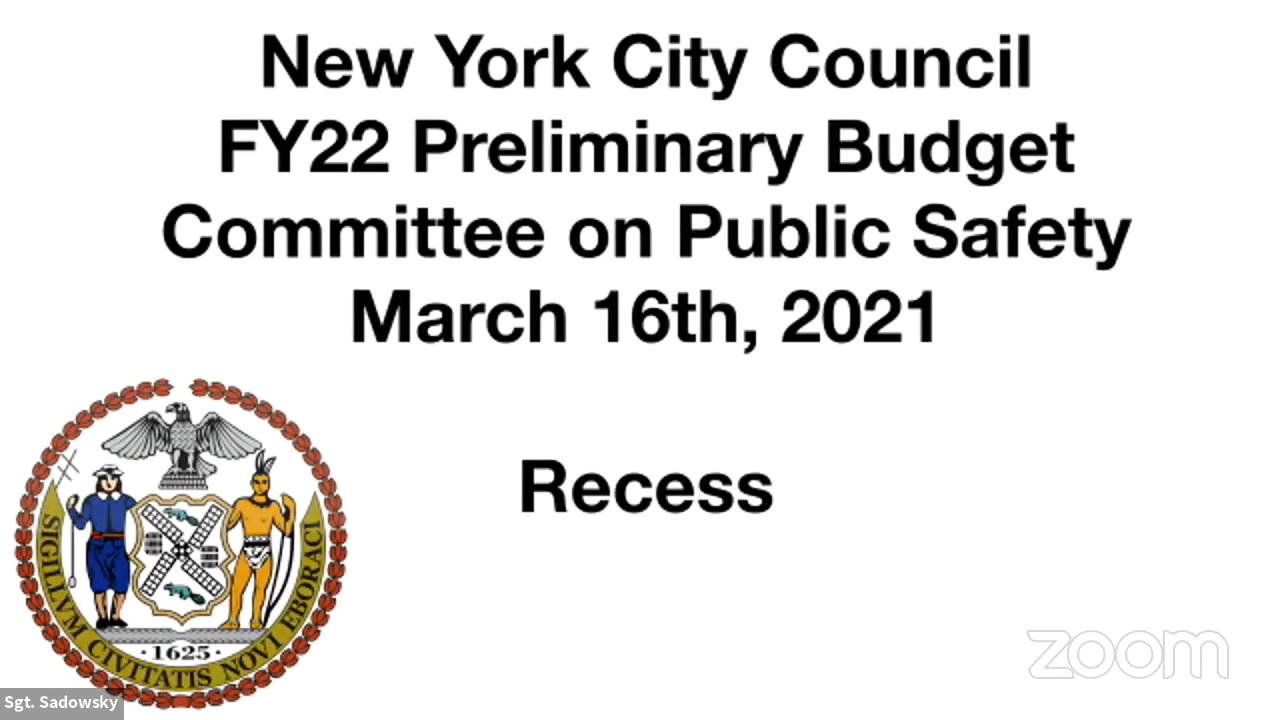 New York City Council
FY22 Preliminary Budget
Committee on Public Safety
March 16th, 2021
Recess
SIGILLVM CIVITATIS NOVI EBORACI
·1625·
zoom
Sgt. Sadowsky